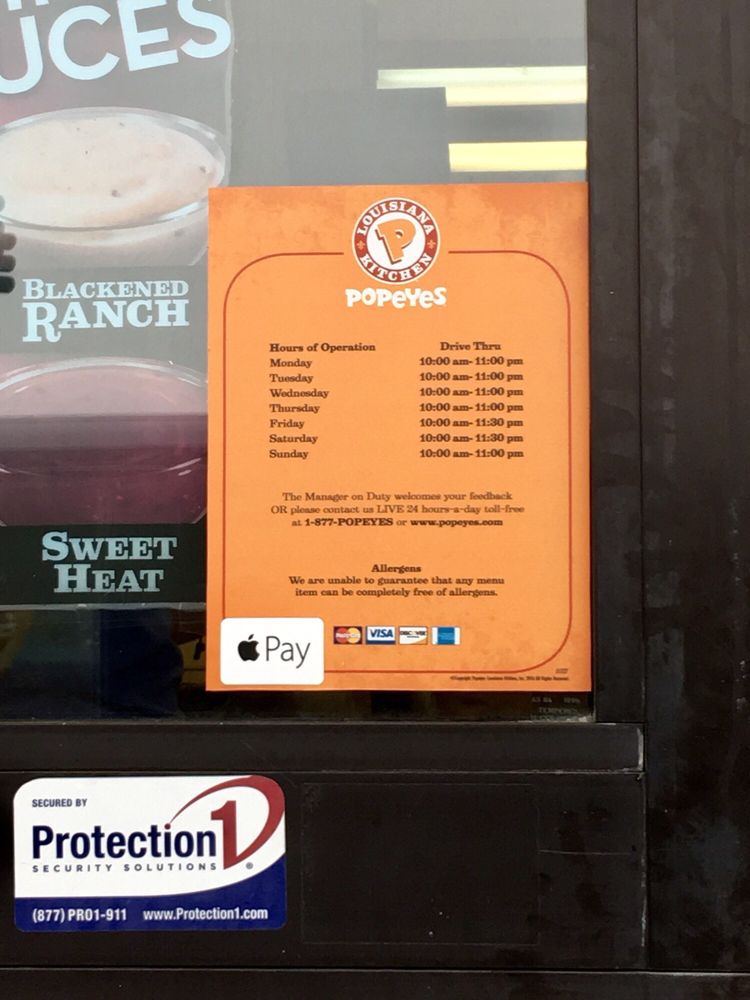 UCES
BLACKENED
RANCH
SWEET
HEAT
LOUISIANA
P
KITCHEN
POPEYES
Hours of Operation Drive Thru
Monday 10:00 am- 11:00 pm
Tuesday 10:00 am- 11:00 pm
Wednesday 10:00 am- 11:00 pm
Thursday 10:00 am- 11:00 pm
Friday 10:00 am- 11:30 pm
Saturday 10:00 am- 11:30 pm
Sunday 10:00 am- 11:00 pm
The Manager on Duty welcomes your feedback
OR please contact us LIVE 24 hours-a-day toll-free
at 1-877-POPEYES or www.popeyes.com
Allergens
We are unable to guarantee that any menu
item can be completely free of allergens.
Pay
MasterCard VISA DISCOVER
SECURED BY
Protection 1
SECURITY SOLUTIONS ®
(877) PRO1-911 www.Protection1.com